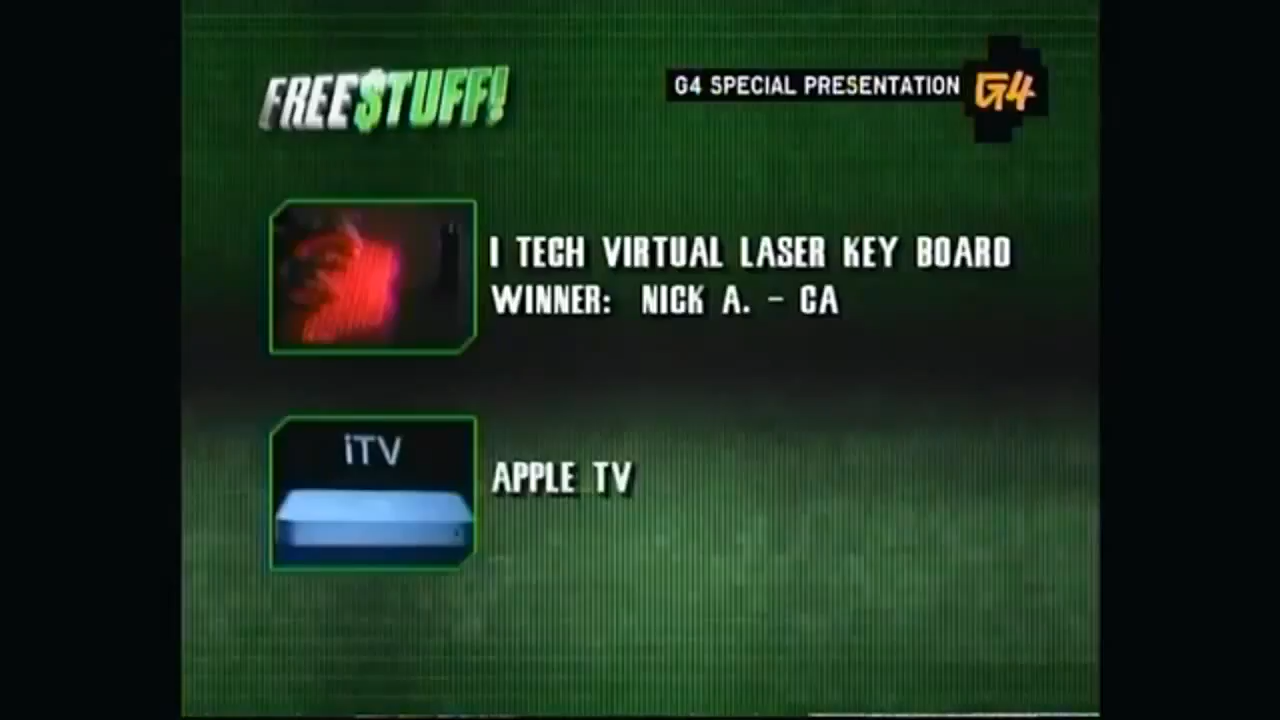 FREE$TUFF!
G4 SPECIAL PRESENTATION G4
I TECH VIRTUAL LASER KEY BOARD
WINNER: NICK A. - CA
iTV
APPLE TV